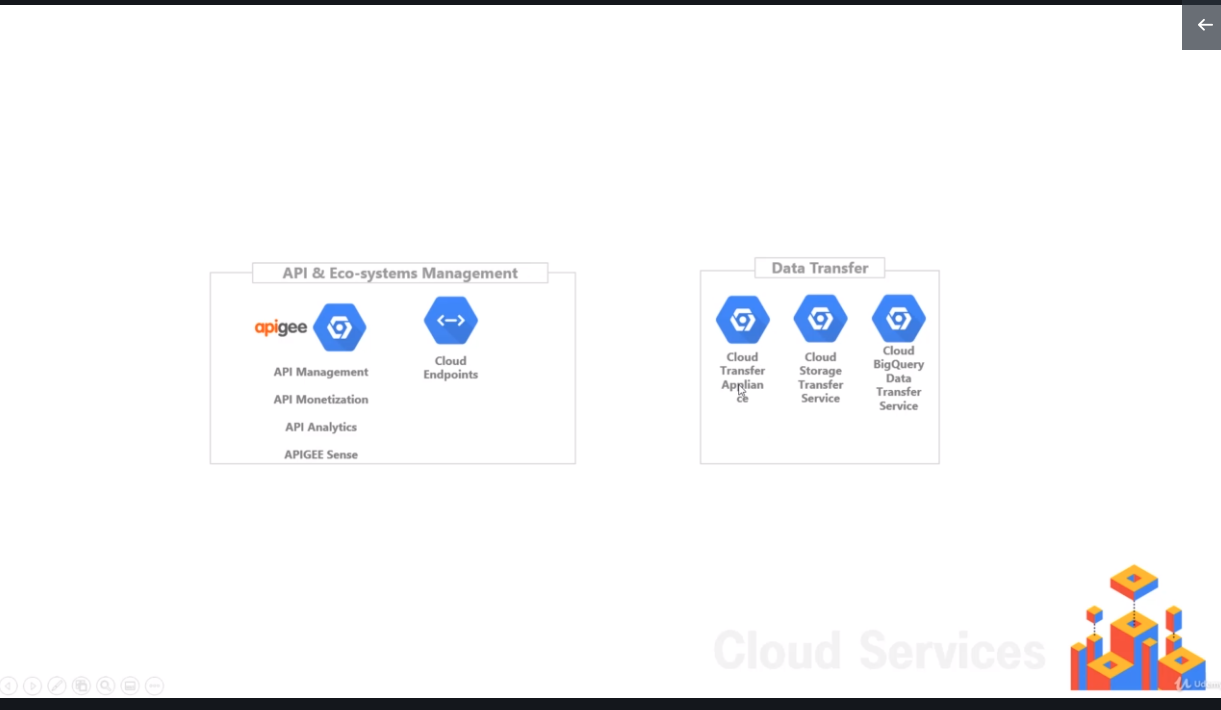 API & Eco-systems Management
apigee
API Management
API Monetization
API Analytics
APIGEE Sense
Cloud
Endpoints
Data Transfer
Cloud
Transfer
Applian
ce
Cloud
Storage
Transfer
Service
Cloud
BigQuery
Data
Transfer
Service
Cloud Services